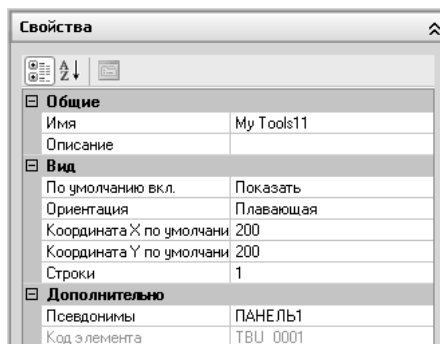 Свойства
Общие
Имя My Tools11
Описание
Вид
По умолчанию вкл. Показать
Ориентация Плавающая
Координата X по умолчани 200
Координата Y по умолчани 200
Строки 1
Дополнительно
Псевдонимы ПАНЕЛЬ1
Код элемента TBU_0001